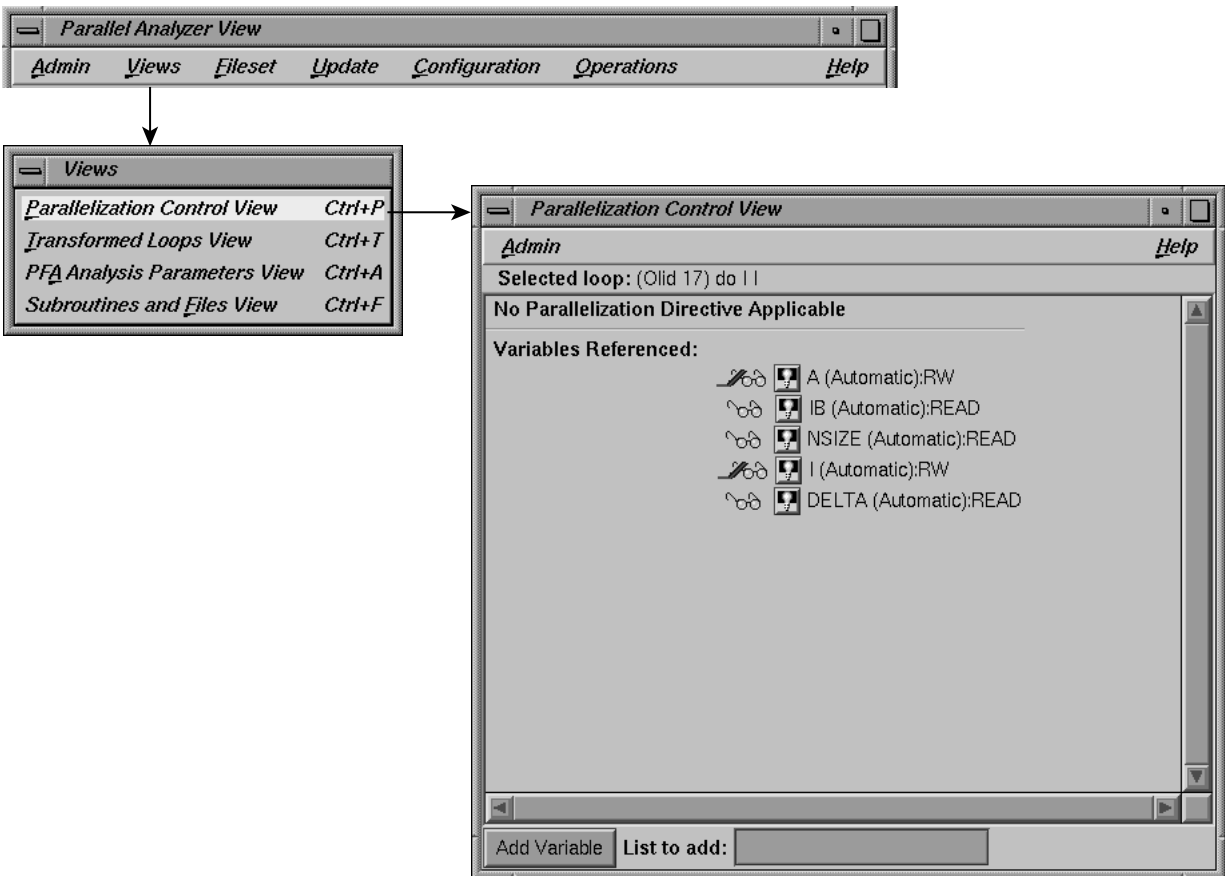 Parallel Analyzer View
Admin Views Fileset Update Configuration Operations Help
Views
Parallelization Control View Ctrl+P
Transformed Loops View Ctrl+T
PFA Analysis Parameters View Ctrl+A
Subroutines and Files View Ctrl+F
Parallelization Control View
Admin Help
Selected loop: (Olid 17) do I I
No Parallelization Directive Applicable
Variables Referenced:
A (Automatic):RW
IB (Automatic):READ
NSIZE (Automatic):READ
I (Automatic):RW
DELTA (Automatic):READ
Add Variable List to add: